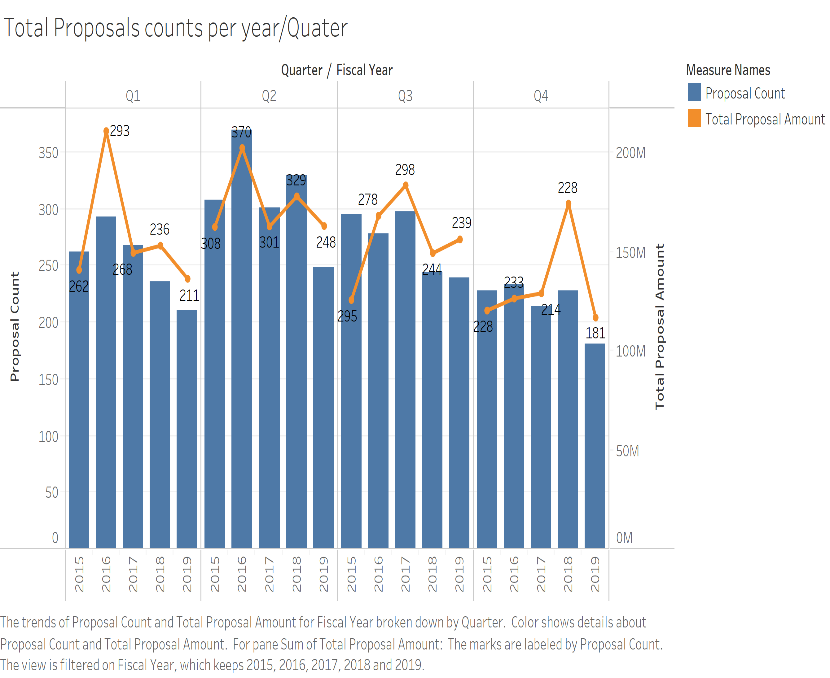 Total Proposals counts per year/Quater
Quarter / Fiscal Year
Measure Names
Proposal Count
Total Proposal Amount
Q1 Q2 Q3 Q4
Proposal Count
350
300
250
200
150
100
50
0
262 293 268 236 211
308 370 301 329 248
295 278 298 244 239
228 233 214 228 181
200M
150M
100M
50M
0M
Total Proposal Amount
2015 2016 2017 2018 2019 2015 2016 2017 2018 2019 2015 2016 2017 2018 2019 2015 2016 2017 2018 2019
The trends of Proposal Count and Total Proposal Amount for Fiscal Year broken down by Quarter. Color shows details about
Proposal Count and Total Proposal Amount. For pane Sum of Total Proposal Amount: The marks are labeled by Proposal Count.
The view is filtered on Fiscal Year, which keeps 2015, 2016, 2017, 2018 and 2019.